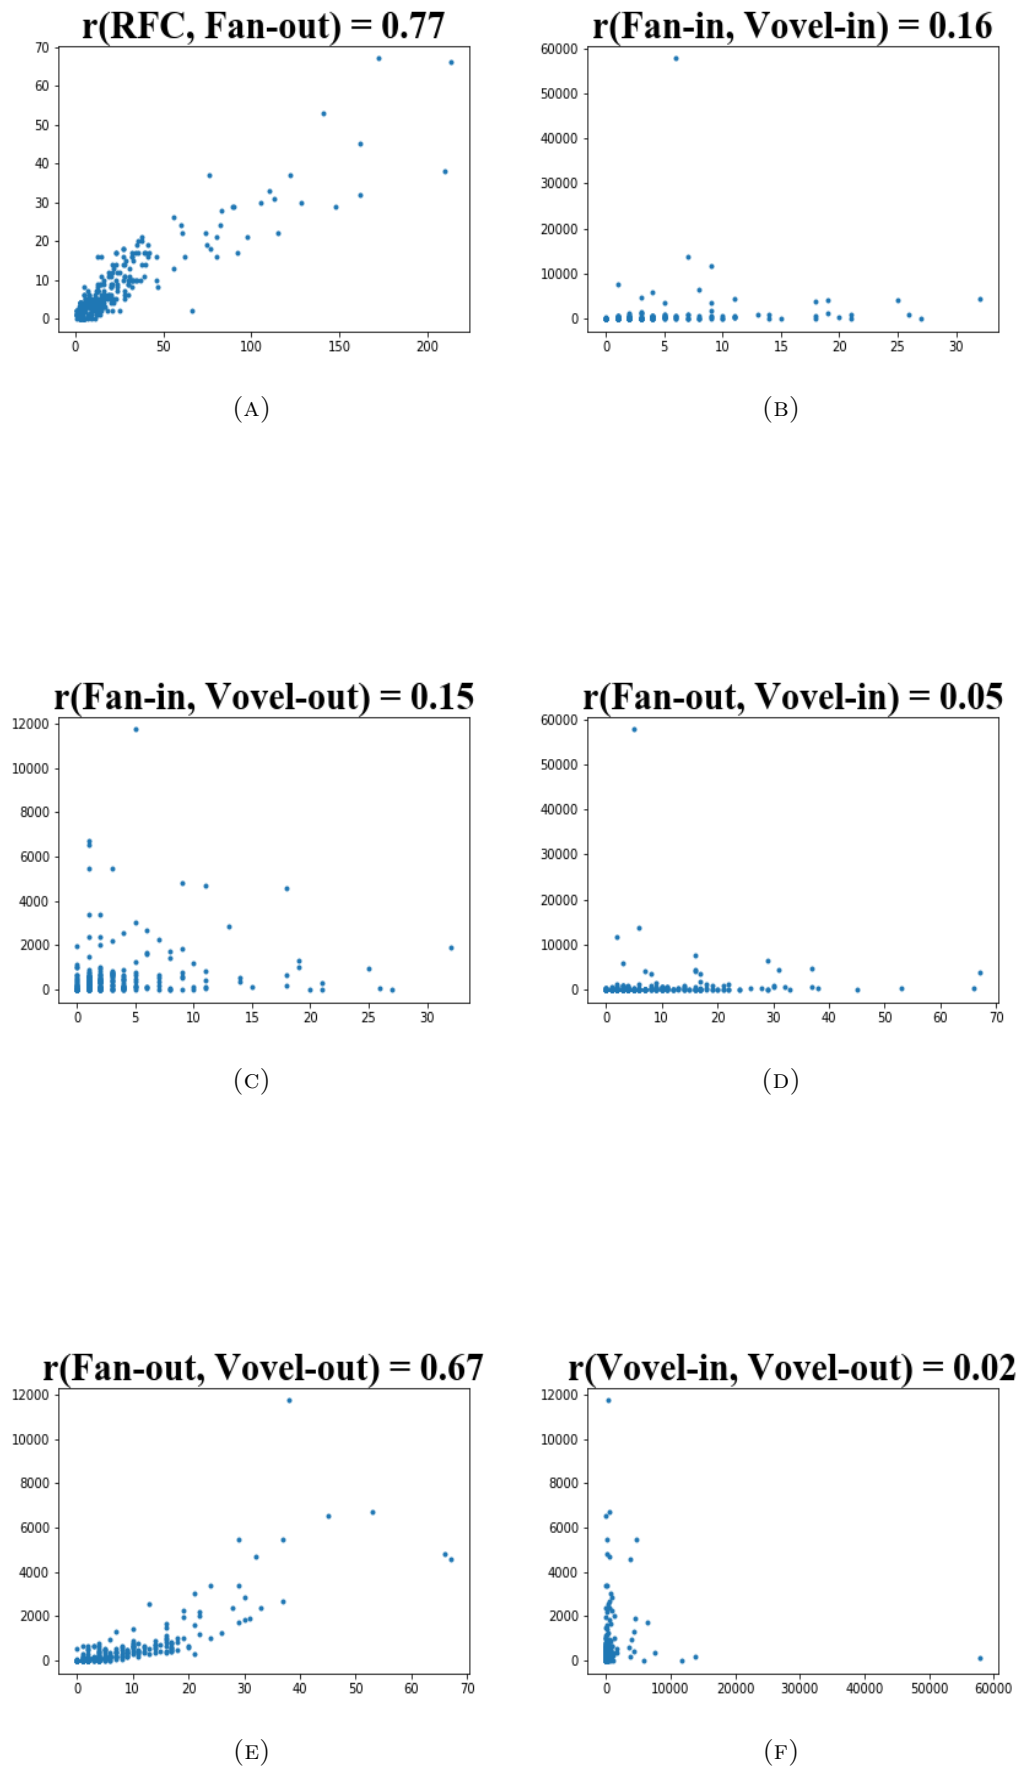 r(RFC, Fan-out) = 0.77
70
60
50
40
30
20
10
0
0 50 100 150 200
(A)
r(Fan-in, Vovel-in) = 0.16
60000
50000
40000
30000
20000
10000
0
0 5 10 15 20 25 30
(B)
r(Fan-in, Vovel-out) = 0.15
12000
10000
8000
6000
4000
2000
0
0 5 10 15 20 25 30
(C)
r(Fan-out, Vovel-in) = 0.05
60000
50000
40000
30000
20000
10000
0
0 10 20 30 40 50 60 70
(D)
r(Fan-out, Vovel-out) = 0.67
12000
10000
8000
6000
4000
2000
0
0 10 20 30 40 50 60 70
(E)
r(Vovel-in, Vovel-out) = 0.02
12000
10000
8000
6000
4000
2000
0
0 10000 20000 30000 40000 50000 60000
(F)